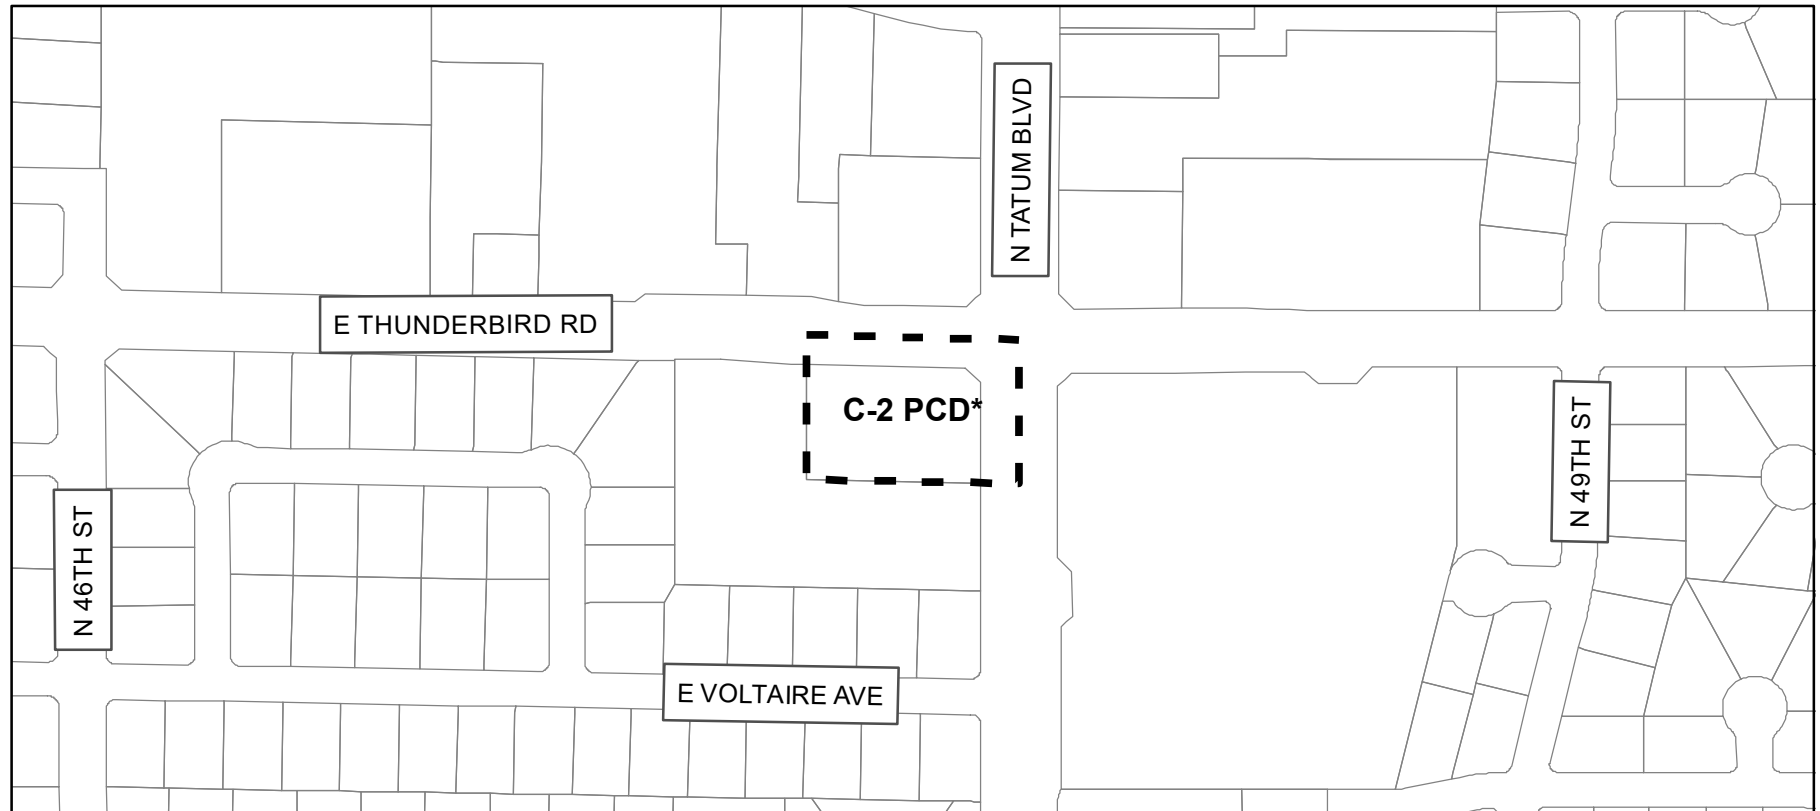 N TATUM BLVD
E THUNDERBIRD RD
C-2 PCD*
N 49TH ST
N 46TH ST
E VOLTAIRE AVE